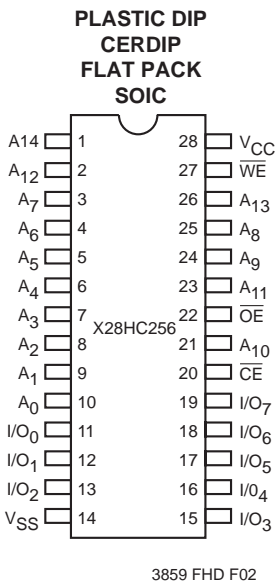 PLASTIC DIP
CERDIP
FLAT PACK
SOIC
A14 1 28 VCC
A12 2 27 WE
A7 3 26 A13
A6 4 25 A8
A5 5 24 A9
A4 6 23 A11
A3 7 22 OE
X28HC256
A2 8 21 A10
A1 9 20 CE
A0 10 19 I/O7
I/O0 11 18 I/O6
I/O1 12 17 I/O5
I/O2 13 16 I/04
VSS 14 15 I/O3
3859 FHD F02